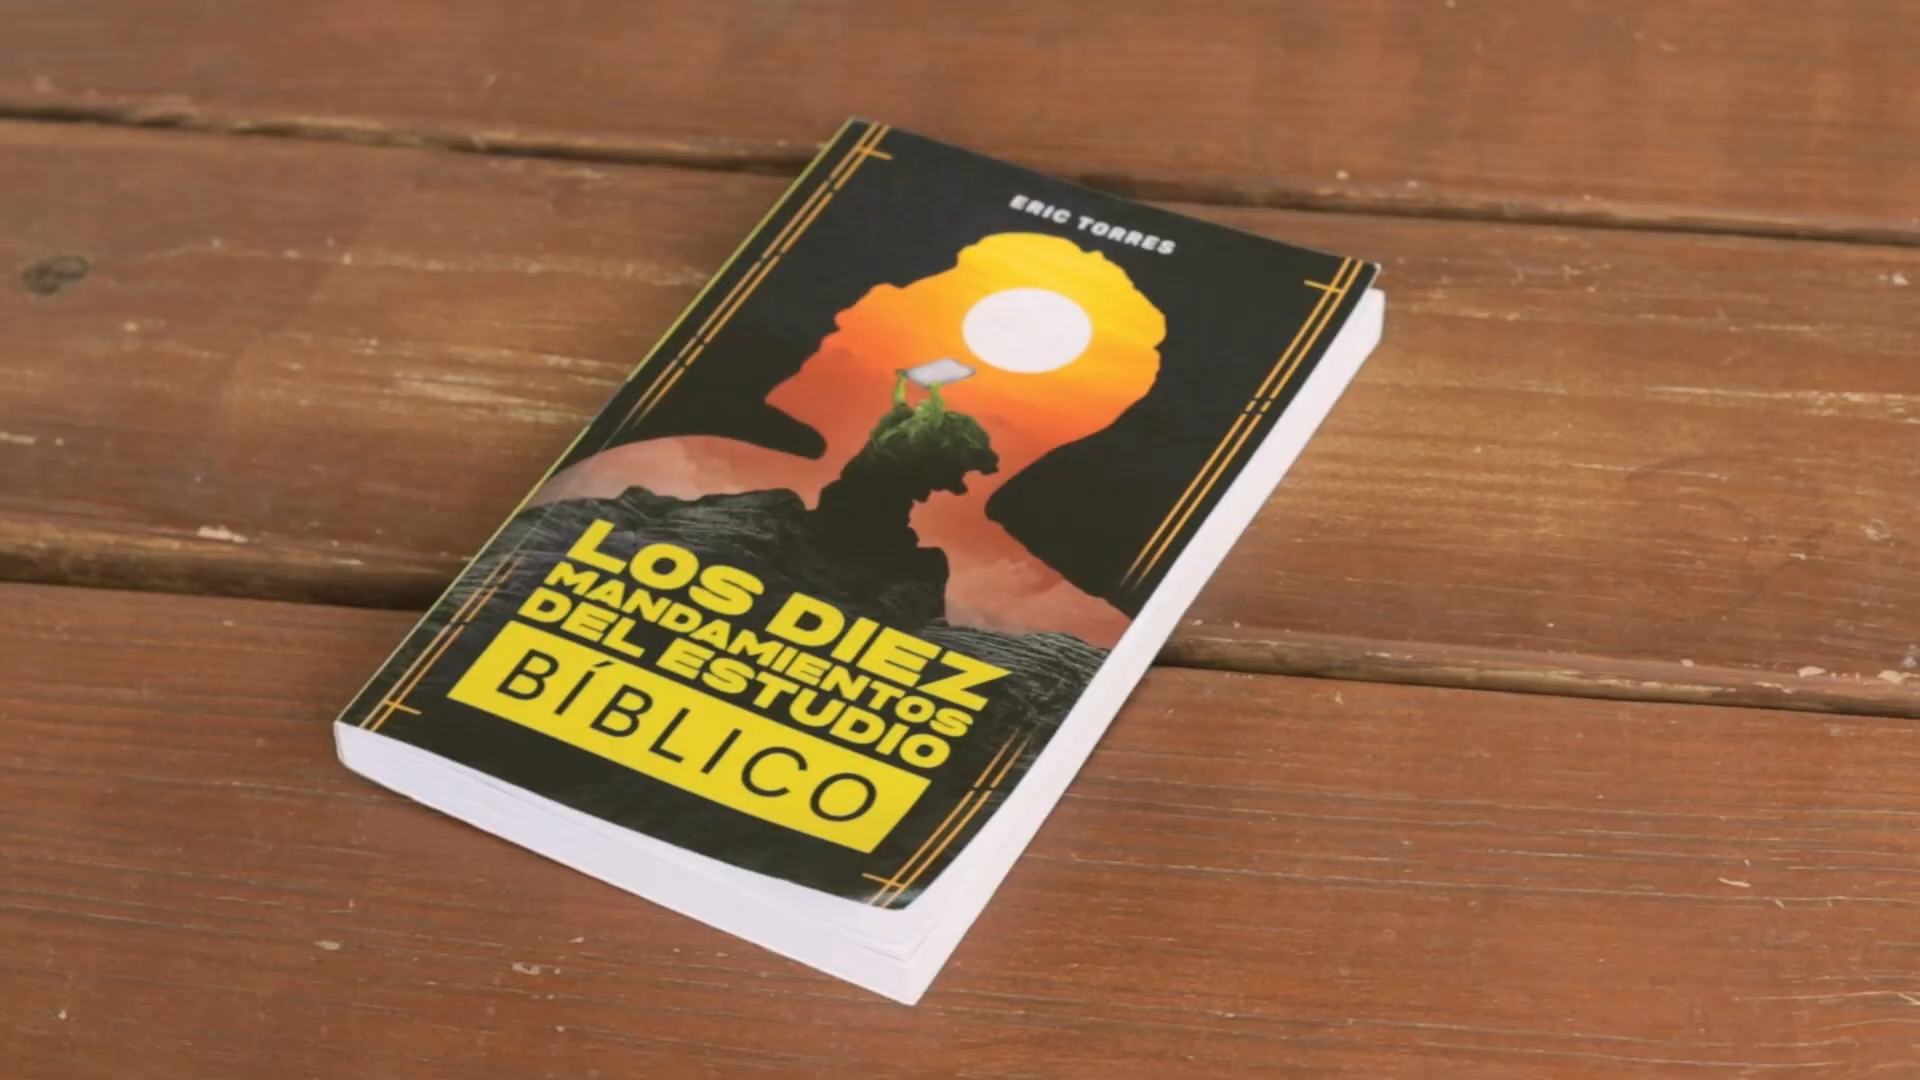 ERIC TORRES
LOS DIEZ
MANDAMIENTOS
DEL ESTUDIO
BÍBLICO